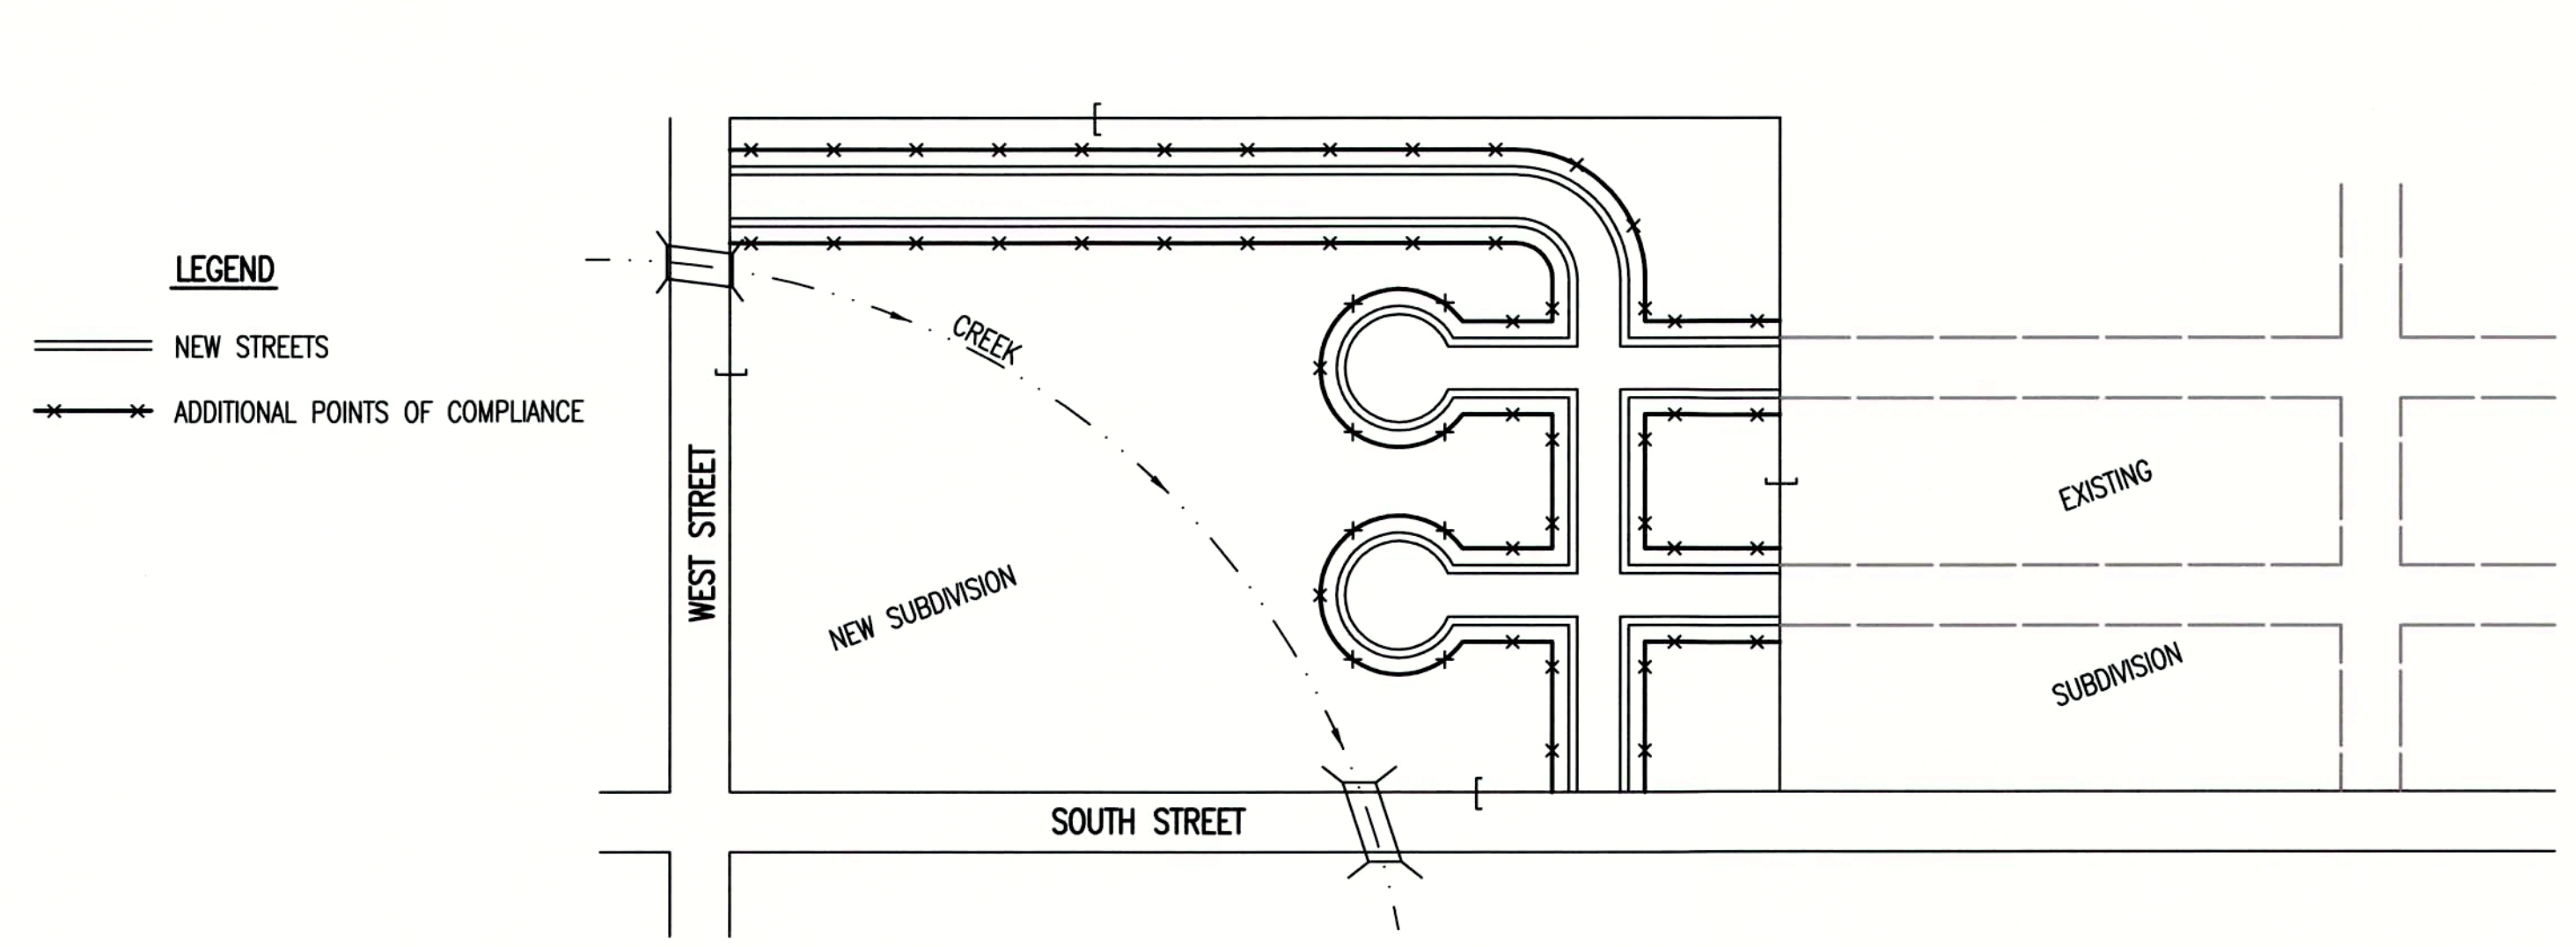 LEGEND
NEW STREETS
ADDITIONAL POINTS OF COMPLIANCE
CREEK
WEST STREET
NEW SUBDIVISION
SOUTH STREET
EXISTING
SUBDIVISION